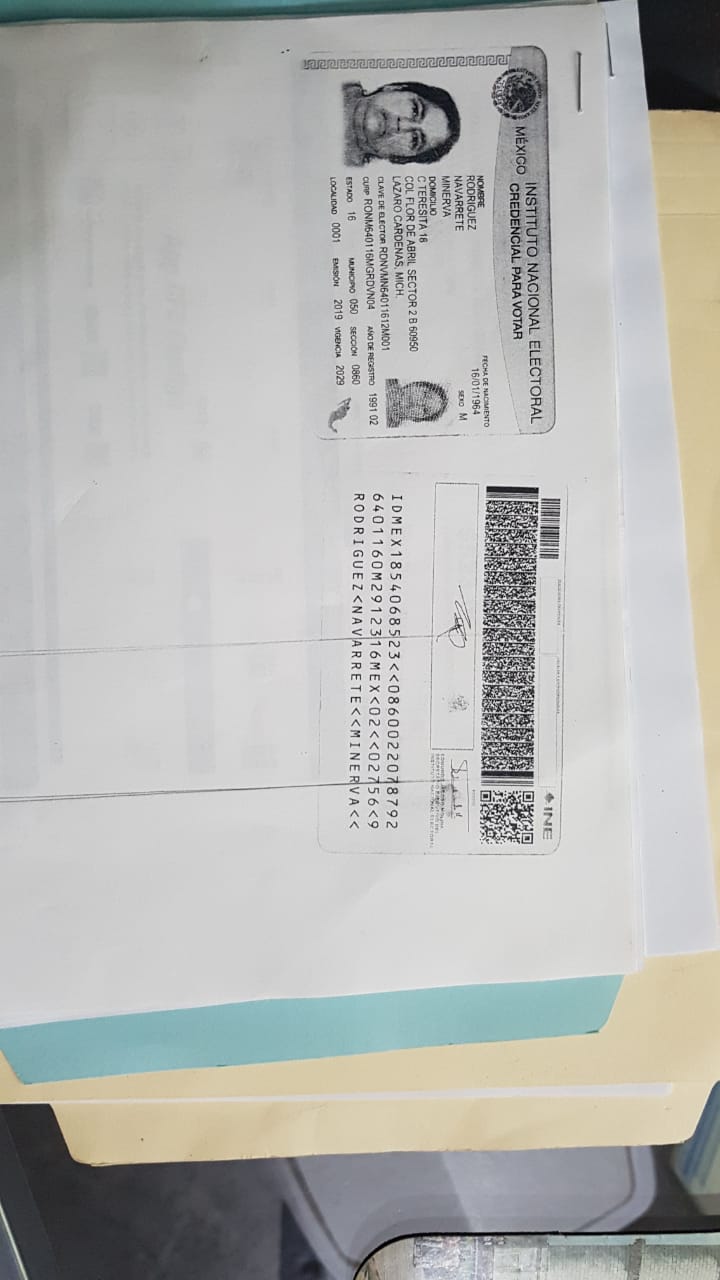 MÉXICO INSTITUTO NACIONAL ELECTORAL
CREDENCIAL PARA VOTAR
NOMBRE
RODRIGUEZ
NAVARRETE
MINERVA
FECHA DE NACIMIENTO
16/01/1964
SEXO M
DOMICILIO
C TERESITA 16
COL FLOR DE ABRIL SECTOR 2 B 60950
LAZARO CARDENAS, MICH.
CLAVE DE ELECTOR RDNVMN64011612M001
CURP RONM640116MGRDVN04 AÑO DE REGISTRO 1991 02
ESTADO 16 MUNICIPIO 050 SECCIÓN 0860
LOCALIDAD 0001 EMISIÓN 2019 VIGENCIA 2029
INE
IDMEX1854068523<<0860022078792
6401160M2912316MEX<02<<02756<9
RODRIGUEZ<NAVARRETE<<MINERVA<<